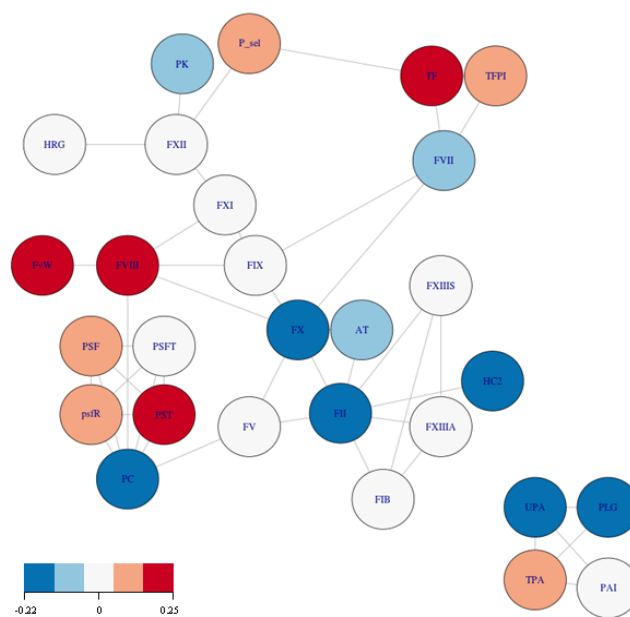 P_sel
PK
TF
TFPI
HRG
FXII
FVII
FXI
FvW
FVIII
FIX
FXIIIS
FX
AT
PSF
PSFT
HC2
psfR
PST
FII
FV
FXIIIA
PC
FIB
UPA
PLG
TPA
PAI
-0.22 0 0.25